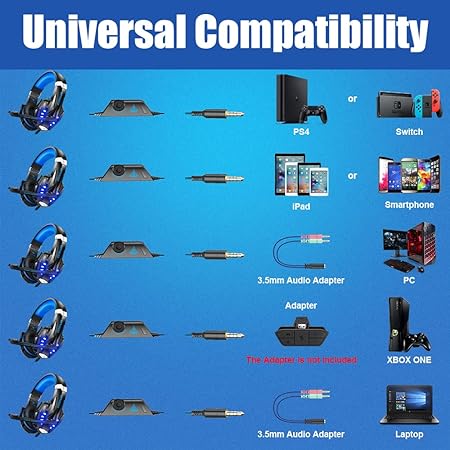 Universal Compatibility
or
PS4
Switch
or
iPad
Smartphone
3.5mm Audio Adapter
PC
Adapter
The Adapter is not included
XBOX ONE
3.5mm Audio Adapter
Laptop